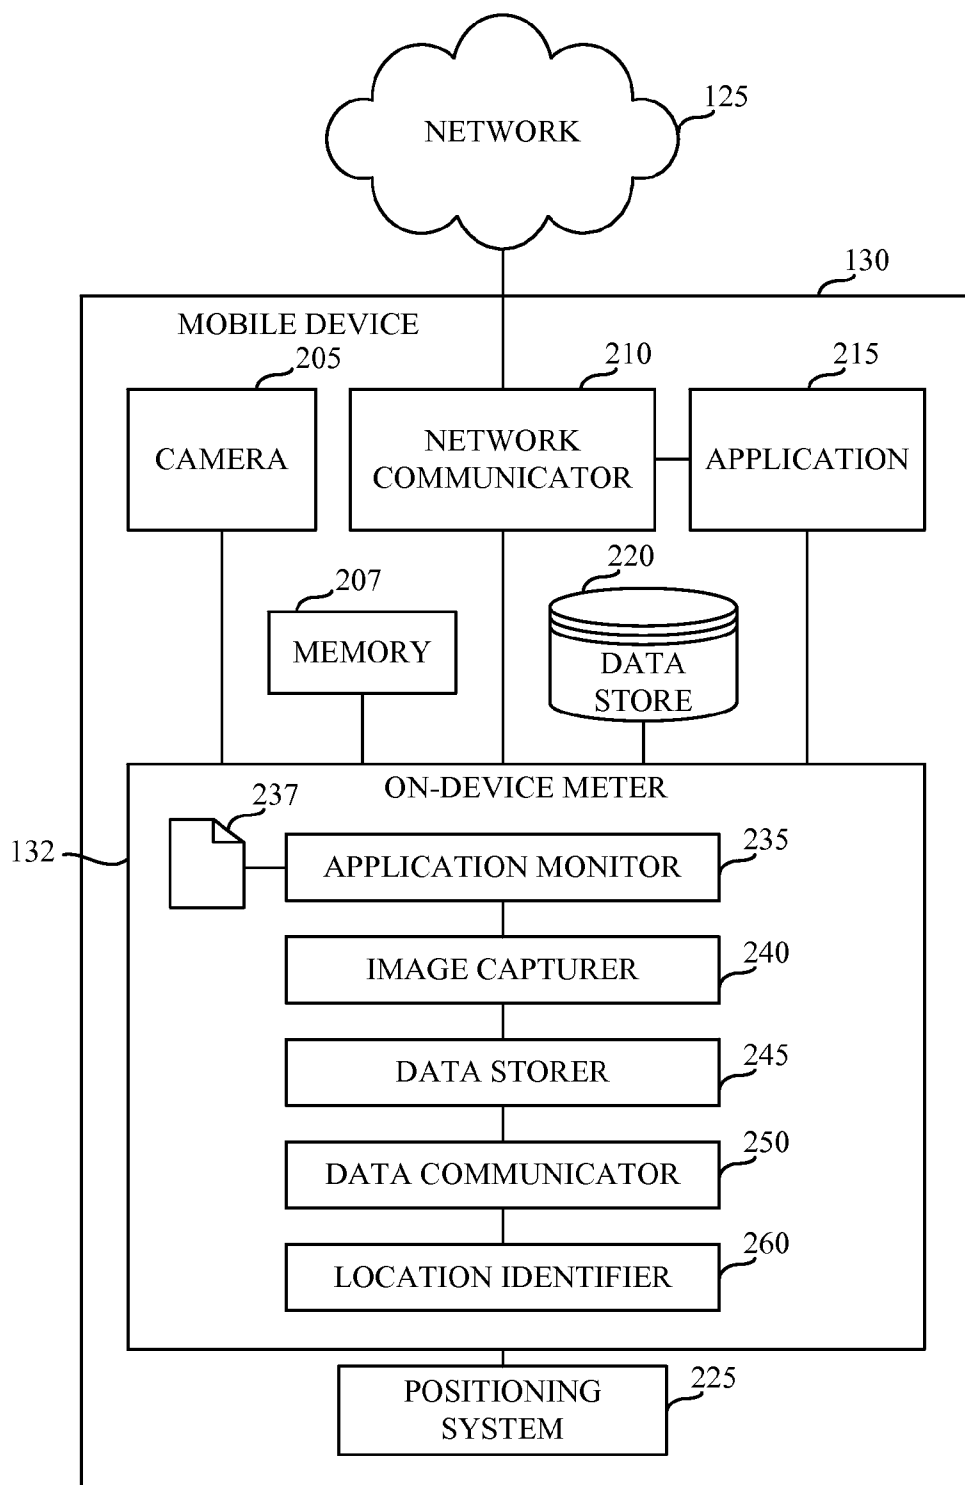 NETWORK
125
130
MOBILE DEVICE
205
210
215
CAMERA
NETWORK
COMMUNICATOR
APPLICATION
207
220
MEMORY
DATA
STORE
ON-DEVICE METER
237
132
APPLICATION MONITOR
235
IMAGE CAPTURER
240
DATA STORER
245
DATA COMMUNICATOR
250
LOCATION IDENTIFIER
260
POSITIONING
SYSTEM
225